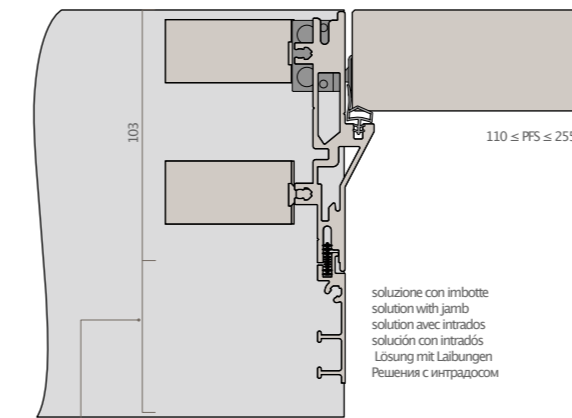 103
110 ≤ PFS ≤ 255
soluzione con imbotte
solution with jamb
solution avec intrados
solución con intradós
Lösung mit Laibungen
Решения с интрадосом